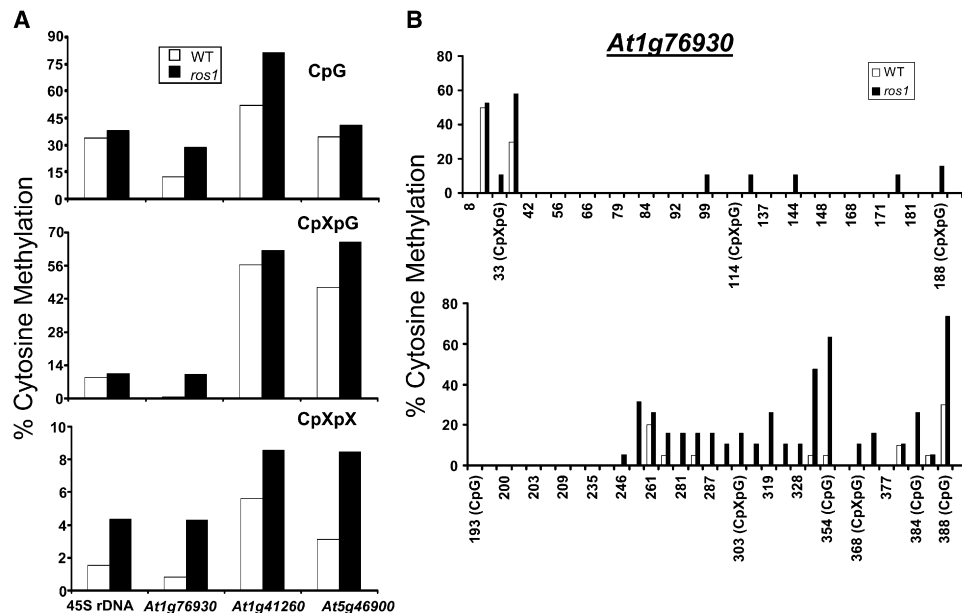 A
% Cytosine Methylation
90
75
60
45
30
15
0
WT
ros1
CpG
70
56
42
28
14
0
CpXpG
10
8
6
4
2
0
CpXpX
45S rDNA
At1g76930
At1g41260
At5g46900
B
At1g76930
% Cytosine Methylation
WT
ros1
80
60
40
20
0
8
33 (CpXpG)
42
56
66
79
84
92
99
114 (CpXpG)
137
144
148
168
171
181
188 (CpXpG)
80
60
40
20
0
193 (CpG)
200
203
209
235
246
261
281
287
303 (CpXpG)
319
328
354 (CpG)
368 (CpXpG)
377
384 (CpG)
388 (CpG)